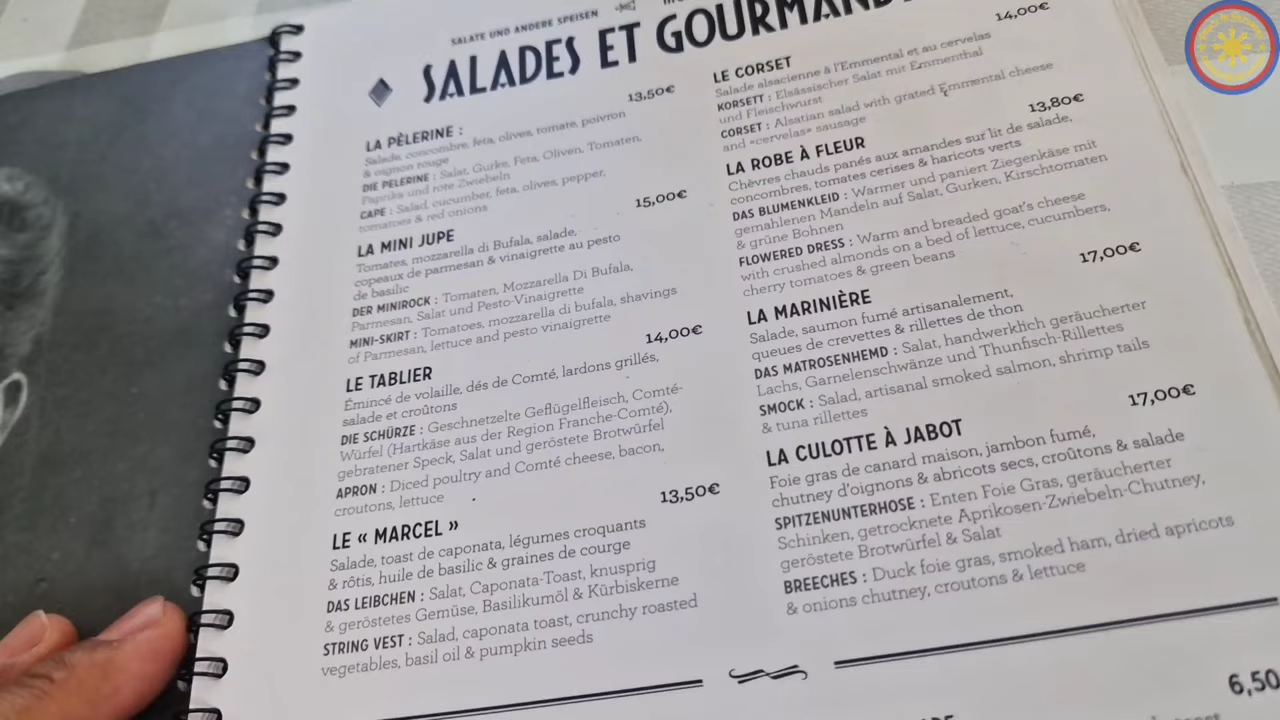 SALATE UND ANDERE SPEISEN
SALADES ET GOURMAND
13,50€
LA PÈLERINE :
Salade, concombre, feta, olives, tomate, poivron
& oignon rouge
DIE PELERINE : Salat, Gurke, Feta, Oliven, Tomaten,
Paprika und rote Zwiebeln
CAPE : Salad, cucumber, feta, olives, pepper,
tomatoes & red onions
15,00€
LA MINI JUPE
Tomates, mozzarella di Bufala, salade,
copeaux de parmesan & vinaigrette au pesto
de basilic
DER MINIROCK : Tomaten, Mozzarella Di Bufala,
Parmesan, Salat und Pesto-Vinaigrette
MINI-SKIRT : Tomatoes, mozzarella di bufala, shavings
of Parmesan, lettuce and pesto vinaigrette
14,00€
LE TABLIER
Émincé de volaille, dés de Comté, lardons grillés,
salade et croûtons
DIE SCHÜRZE : Geschnetzelte Geflügelfleisch, Comté-
Würfel (Hartkäse aus der Region Franche-Comté),
gebratener Speck, Salat und geröstete Brotwürfel
APRON : Diced poultry and Comté cheese, bacon,
croutons, lettuce
13,50€
LE « MARCEL »
Salade, toast de caponata, légumes croquants
& rôtis, huile de basilic & graines de courge
DAS LEIBCHEN : Salat, Caponata-Toast, knusprig
& geröstetes Gemüse, Basilikumöl & Kürbiskerne
STRING VEST : Salad, caponata toast, crunchy roasted
vegetables, basil oil & pumpkin seeds
14,00€
LE CORSET
Salade alsacienne à l'Emmental et au cervelas
KORSETT : Elsässischer Salat mit Emmenthal
und Fleischwurst
CORSET : Alsatian salad with grated Emmental cheese
and «cervelas» sausage
13,80€
LA ROBE À FLEUR
Chèvres chauds panés aux amandes sur lit de salade,
concombres, tomates cerises & haricots verts
DAS BLUMENKLEID : Warmer und paniert Ziegenkäse mit
gemahlenen Mandeln auf Salat, Gurken, Kirschtomaten
& grüne Bohnen
FLOWERED DRESS : Warm and breaded goat's cheese
with crushed almonds on a bed of lettuce, cucumbers,
cherry tomatoes & green beans
17,00€
LA MARINIÈRE
Salade, saumon fumé artisanalement,
queues de crevettes & rillettes de thon
DAS MATROSENHEMD : Salat, handwerklich geräucherter
Lachs, Garnelenschwänze und Thunfisch-Rillettes
SMOCK : Salad, artisanal smoked salmon, shrimp tails
& tuna rillettes
17,00€
LA CULOTTE À JABOT
Foie gras de canard maison, jambon fumé,
chutney d'oignons & abricots secs, croûtons & salade
SPITZENUNTERHOSE : Enten Foie Gras, geräucherter
Schinken, getrocknete Aprikosen-Zwiebeln-Chutney,
geröstete Brotwürfel & Salat
BREECHES : Duck foie gras, smoked ham, dried apricots
& onions chutney, croutons & lettuce
6,50